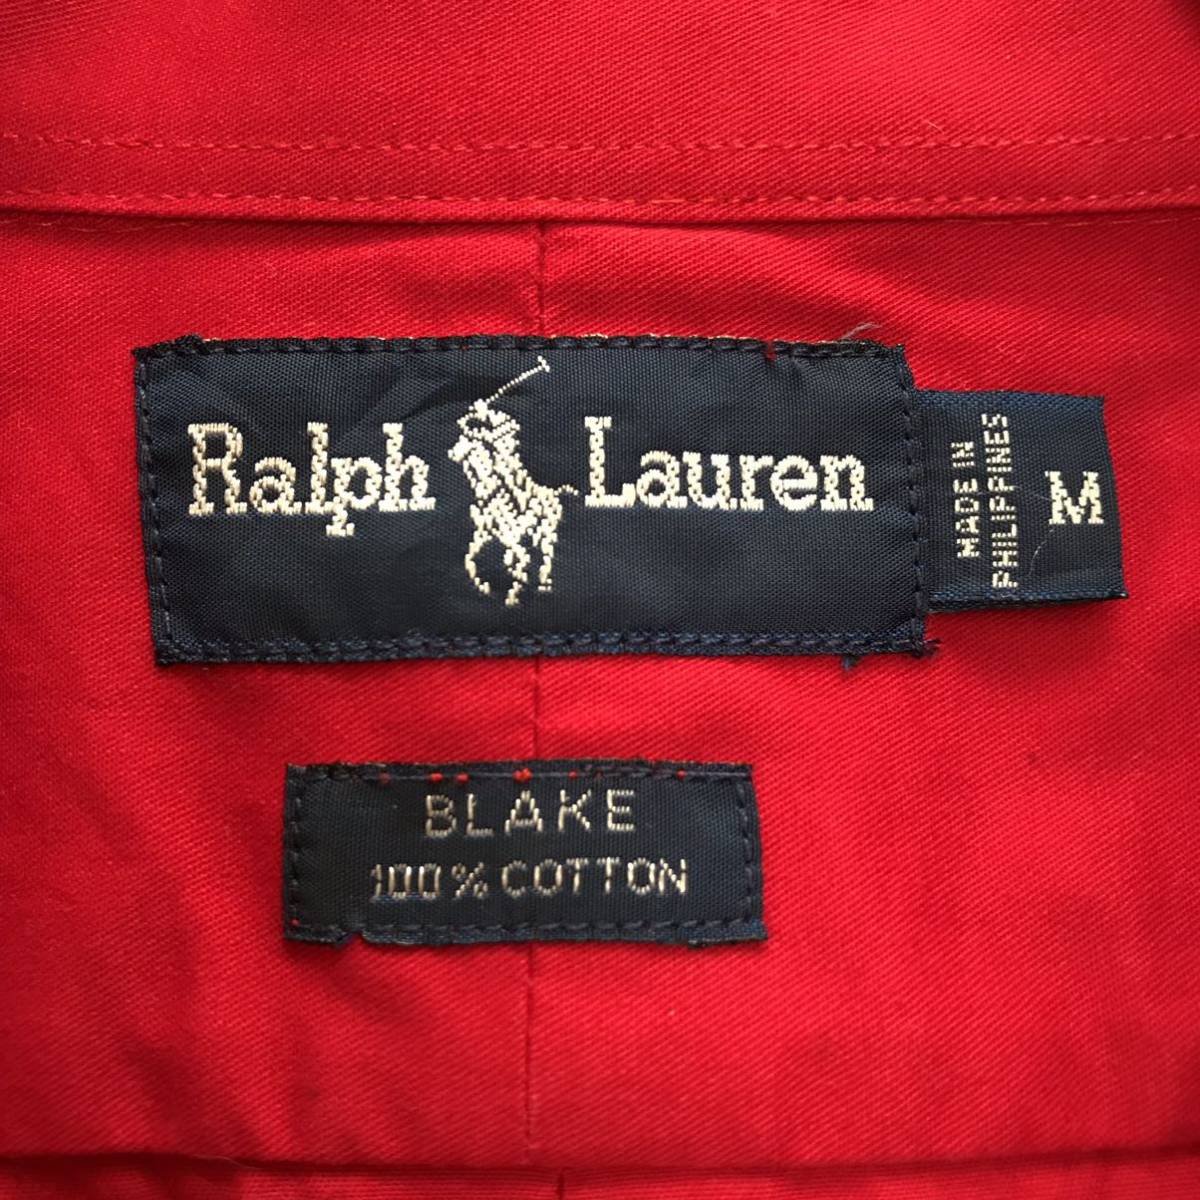 Ralph Lauren
MADE IN
PHILIPPINES
M
BLAKE
100% COTTON